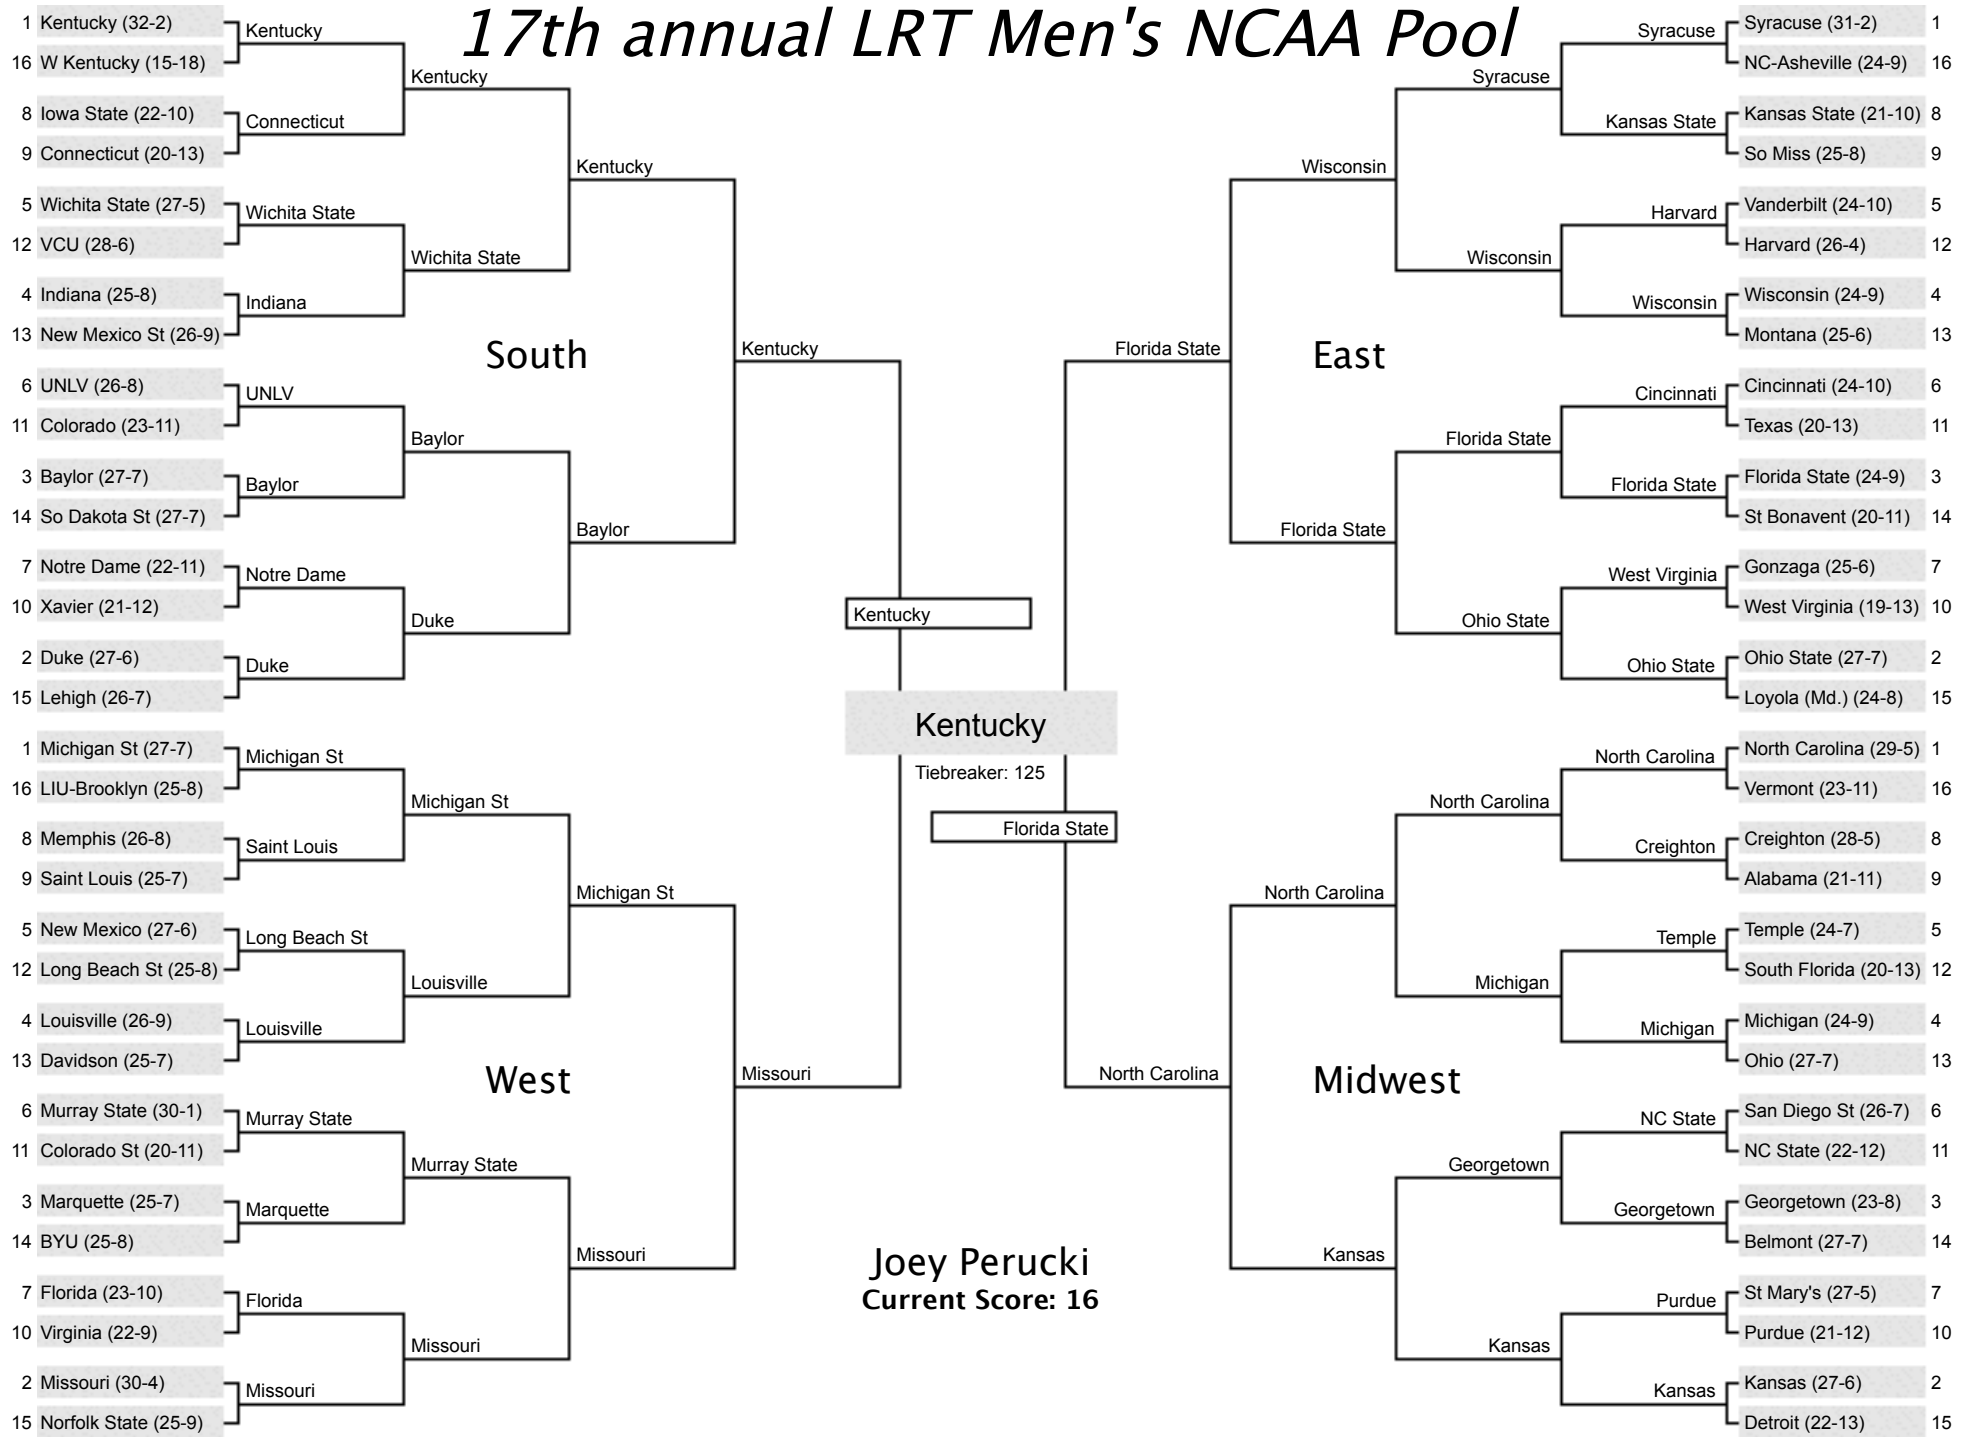 17th annual LRT Men's NCAA Pool
1 Kentucky (32-2)
16 W Kentucky (15-18)
8 Iowa State (22-10)
9 Connecticut (20-13)
5 Wichita State (27-5)
12 VCU (28-6)
4 Indiana (25-8)
13 New Mexico St (26-9)
6 UNLV (26-8)
11 Colorado (23-11)
3 Baylor (27-7)
14 So Dakota St (27-7)
7 Notre Dame (22-11)
10 Xavier (21-12)
2 Duke (27-6)
15 Lehigh (26-7)
1 Michigan St (27-7)
16 LIU-Brooklyn (25-8)
8 Memphis (26-8)
9 Saint Louis (25-7)
5 New Mexico (27-6)
12 Long Beach St (25-8)
4 Louisville (26-9)
13 Davidson (25-7)
6 Murray State (30-1)
11 Colorado St (20-11)
3 Marquette (25-7)
14 BYU (25-8)
7 Florida (23-10)
10 Virginia (22-9)
2 Missouri (30-4)
15 Norfolk State (25-9)
Kentucky
Connecticut
Wichita State
Indiana
UNLV
Baylor
Notre Dame
Duke
Michigan St
Saint Louis
Long Beach St
Louisville
Murray State
Marquette
Florida
Missouri
Kentucky
Wichita State
Baylor
Duke
Michigan St
Louisville
Murray State
Missouri
Kentucky
Baylor
Michigan St
Missouri
South
West
Kentucky
Missouri
Kentucky
Kentucky
Tiebreaker: 125
Florida State
Joey Perucki
Current Score: 16
Florida State
North Carolina
East
Midwest
Wisconsin
Florida State
North Carolina
Kansas
Syracuse
Wisconsin
Florida State
Ohio State
North Carolina
Michigan
Georgetown
Kansas
Syracuse
Kansas State
Harvard
Wisconsin
Cincinnati
Florida State
West Virginia
Ohio State
North Carolina
Creighton
Temple
Michigan
NC State
Georgetown
Purdue
Kansas
Syracuse (31-2) 1
NC-Asheville (24-9) 16
Kansas State (21-10) 8
So Miss (25-8) 9
Vanderbilt (24-10) 5
Harvard (26-4) 12
Wisconsin (24-9) 4
Montana (25-6) 13
Cincinnati (24-10) 6
Texas (20-13) 11
Florida State (24-9) 3
St Bonavent (20-11) 14
Gonzaga (25-6) 7
West Virginia (19-13) 10
Ohio State (27-7) 2
Loyola (Md.) (24-8) 15
North Carolina (29-5) 1
Vermont (23-11) 16
Creighton (28-5) 8
Alabama (21-11) 9
Temple (24-7) 5
South Florida (20-13) 12
Michigan (24-9) 4
Ohio (27-7) 13
San Diego St (26-7) 6
NC State (22-12) 11
Georgetown (23-8) 3
Belmont (27-7) 14
St Mary's (27-5) 7
Purdue (21-12) 10
Kansas (27-6) 2
Detroit (22-13) 15